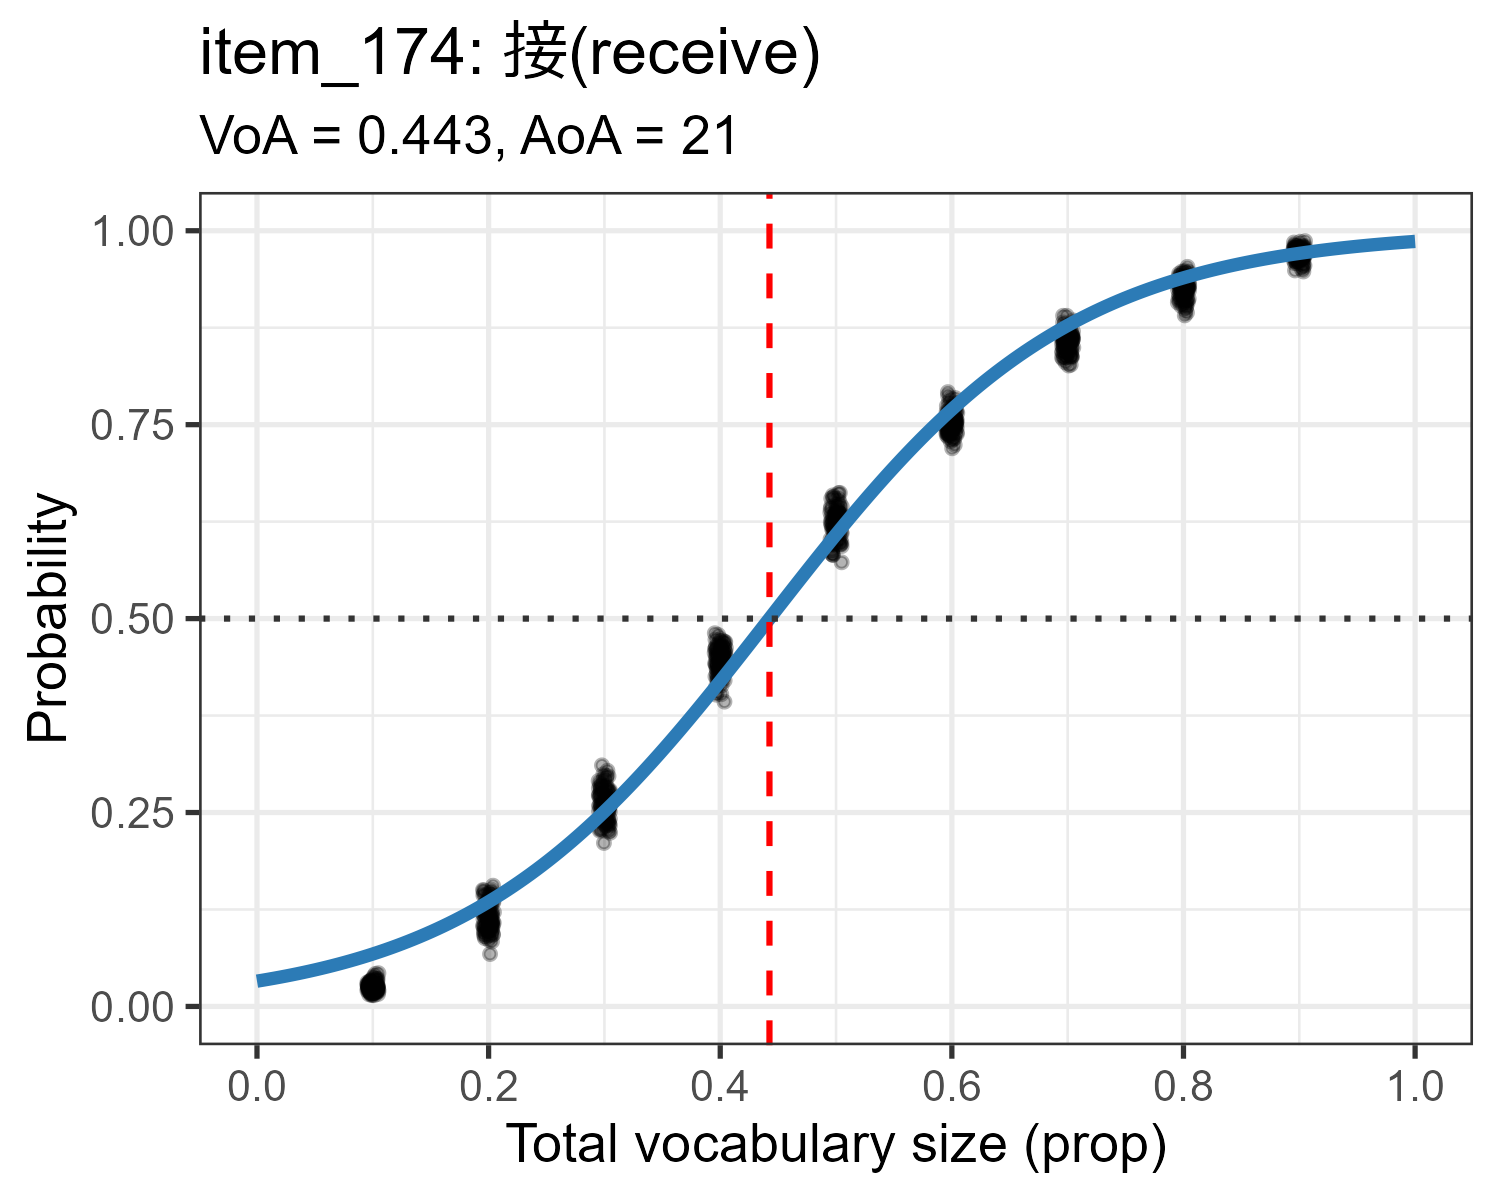 item_174: 接(receive)
VoA = 0.443, AoA = 21
1.00
0.75
0.50
0.25
0.00
Probability
0.0 0.2 0.4 0.6 0.8 1.0
Total vocabulary size (prop)